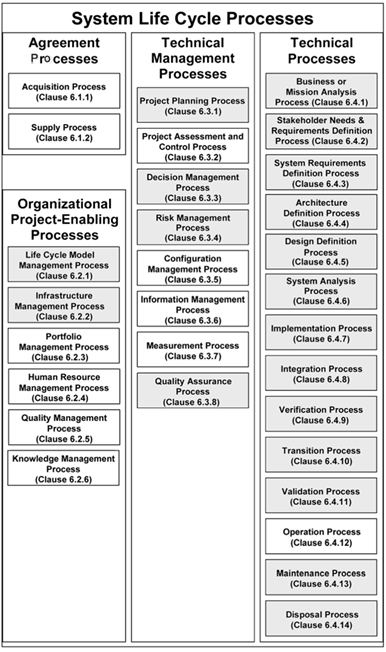 System Life Cycle Processes
Agreement
Processes
Acquisition Process
(Clause 6.1.1)
Supply Process
(Clause 6.1.2)
Organizational
Project-Enabling
Processes
Life Cycle Model
Management Process
(Clause 6.2.1)
Infrastructure
Management Process
(Clause 6.2.2)
Portfolio
Management Process
(Clause 6.2.3)
Human Resource
Management Process
(Clause 6.2.4)
Quality Management
Process
(Clause 6.2.5)
Knowledge Management
Process
(Clause 6.2.6)
Technical
Management
Processes
Project Planning Process
(Clause 6.3.1)
Project Assessment and
Control Process
(Clause 6.3.2)
Decision Management
Process
(Clause 6.3.3)
Risk Management
Process
(Clause 6.3.4)
Configuration
Management Process
(Clause 6.3.5)
Information Management
Process
(Clause 6.3.6)
Measurement Process
(Clause 6.3.7)
Quality Assurance
Process
(Clause 6.3.8)
Technical
Processes
Business or
Mission Analysis
Process (Clause 6.4.1)
Stakeholder Needs &
Requirements Definition
Process (Clause 6.4.2)
System Requirements
Definition Process
(Clause 6.4.3)
Architecture
Definition Process
(Clause 6.4.4)
Design Definition
Process
(Clause 6.4.5)
System Analysis
Process
(Clause 6.4.6)
Implementation Process
(Clause 6.4.7)
Integration Process
(Clause 6.4.8)
Verification Process
(Clause 6.4.9)
Transition Process
(Clause 6.4.10)
Validation Process
(Clause 6.4.11)
Operation Process
(Clause 6.4.12)
Maintenance Process
(Clause 6.4.13)
Disposal Process
(Clause 6.4.14)